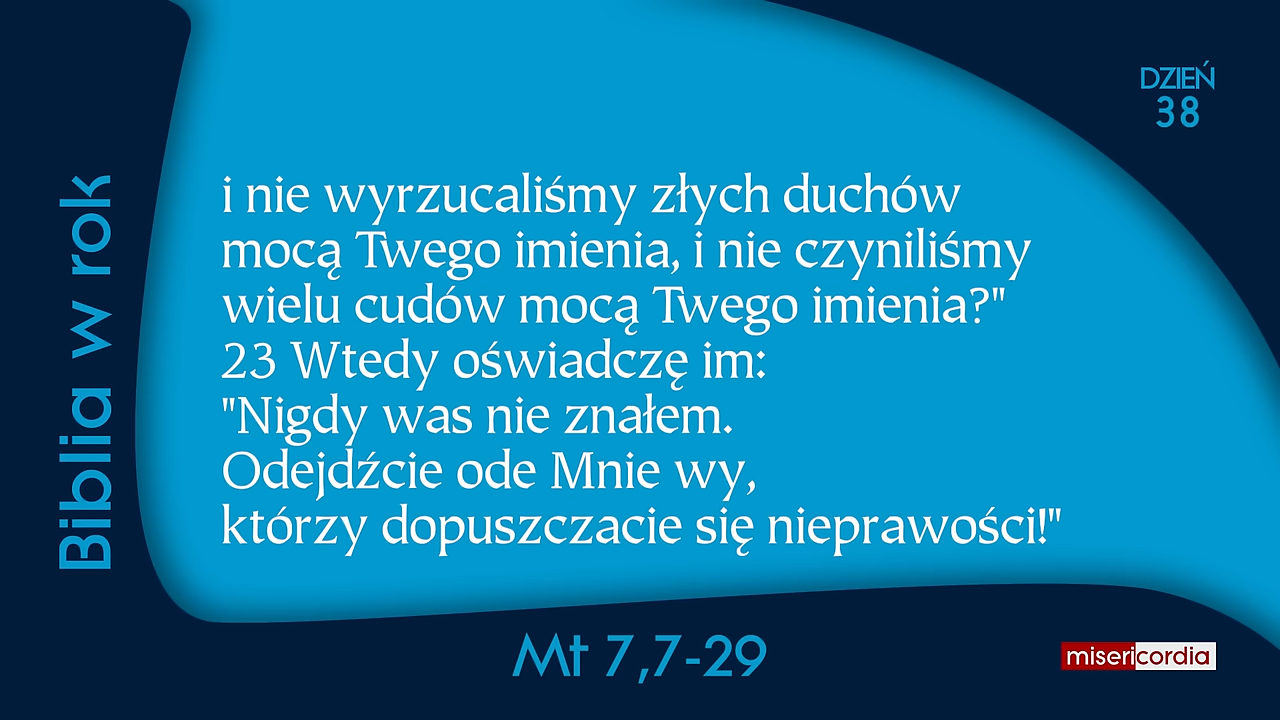 DZIEŃ
38
Biblia w rok
i nie wyrzucaliśmy złych duchów
mocą Twego imienia, i nie czyniliśmy
wielu cudów mocą Twego imienia?"
23 Wtedy oświadczę im:
"Nigdy was nie znałem.
Odejdźcie ode Mnie wy,
którzy dopuszczacie się nieprawości!"
Mt 7,7-29
misericordia